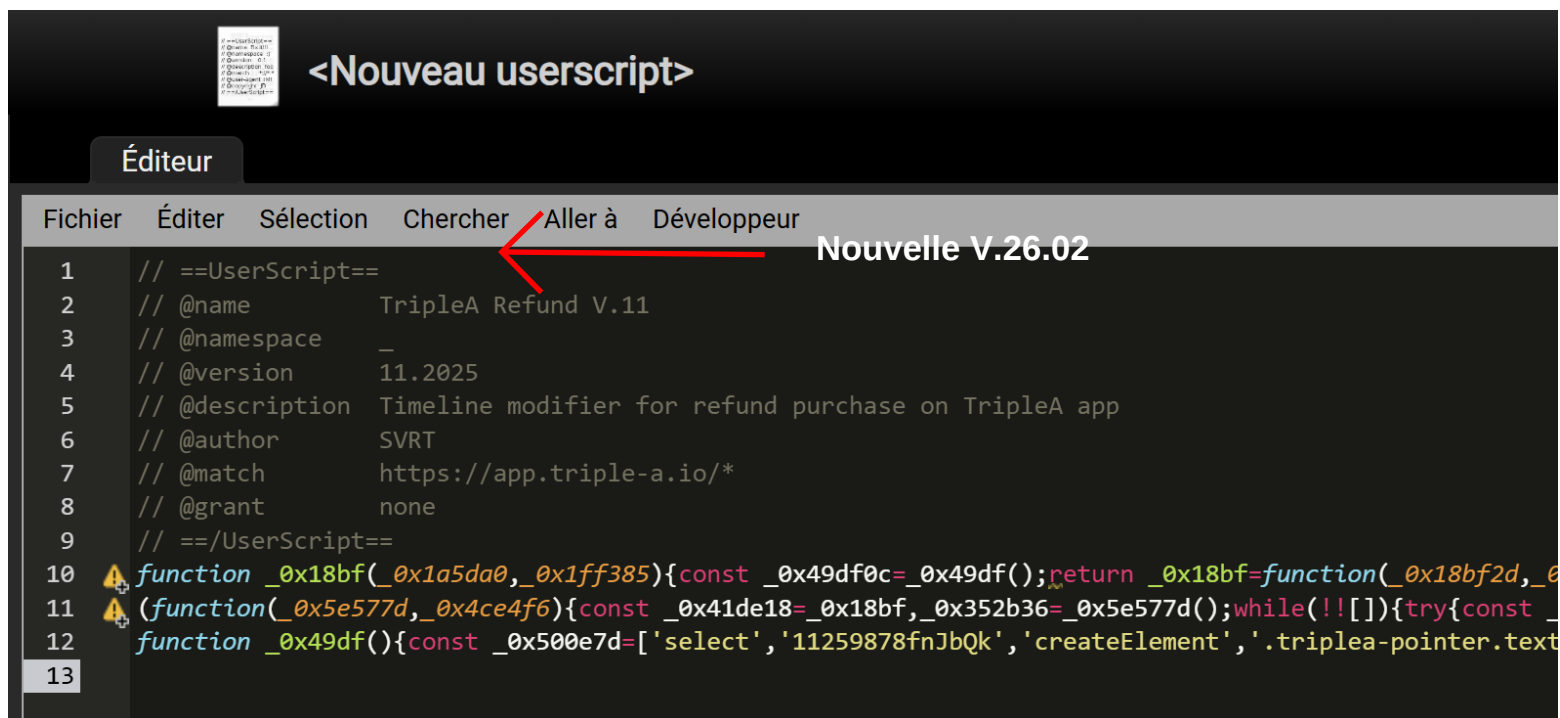 <Nouveau userscript>
Éditeur
Fichier Éditer Sélection Chercher Aller à Développeur
Nouvelle V.26.02
1 // ==UserScript==
2 // @name TripleA Refund V.11
3 // @namespace _
4 // @version 11.2025
5 // @description Timeline modifier for refund purchase on TripleA app
6 // @author SVRT
7 // @match https://app.triple-a.io/*
8 // @grant none
9 // ==/UserScript==
10 function _0x18bf(_0x1a5da0,_0x1ff385){const _0x49df0c=_0x49df();return _0x18bf=function(_0x18bf2d,_0
11 (function(_0x5e577d,_0x4ce4f6){const _0x41de18=_0x18bf,_0x352b36=_0x5e577d();while(!![]){try{const _
12 function _0x49df(){const _0x500e7d=['select','11259878fnJbQk','createElement','.triplea-pointer.text
13